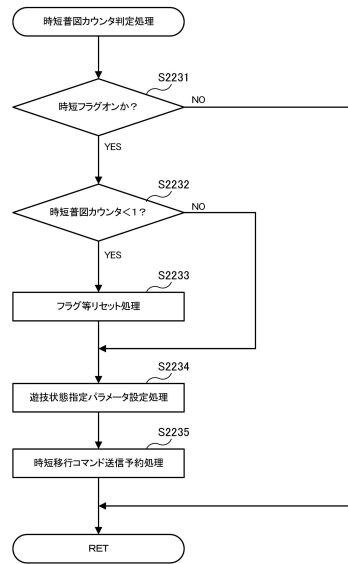 時短普図カウンタ判定処理
S2231
時短フラグオンか?
NO
YES
S2232
時短普図カウンタ<1?
NO
YES
S2233
フラグ等リセット処理
S2234
遊技状態指定パラメータ設定処理
S2235
時短移行コマンド送信予約処理
RET